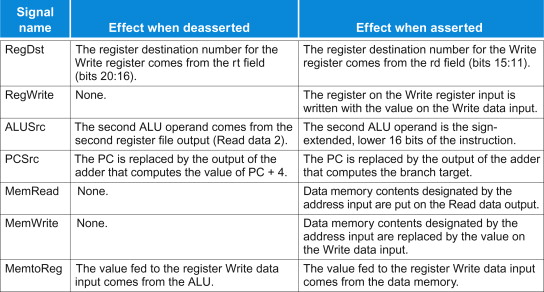 Signal name | Effect when deasserted | Effect when asserted
RegDst | The register destination number for the Write register comes from the rt field (bits 20:16). | The register destination number for the Write register comes from the rd field (bits 15:11).
RegWrite | None. | The register on the Write register input is written with the value on the Write data input.
ALUSrc | The second ALU operand comes from the second register file output (Read data 2). | The second ALU operand is the sign-extended, lower 16 bits of the instruction.
PCSrc | The PC is replaced by the output of the adder that computes the value of PC + 4. | The PC is replaced by the output of the adder that computes the branch target.
MemRead | None. | Data memory contents designated by the address input are put on the Read data output.
MemWrite | None. | Data memory contents designated by the address input are replaced by the value on the Write data input.
MemtoReg | The value fed to the register Write data input comes from the ALU. | The value fed to the register Write data input comes from the data memory.